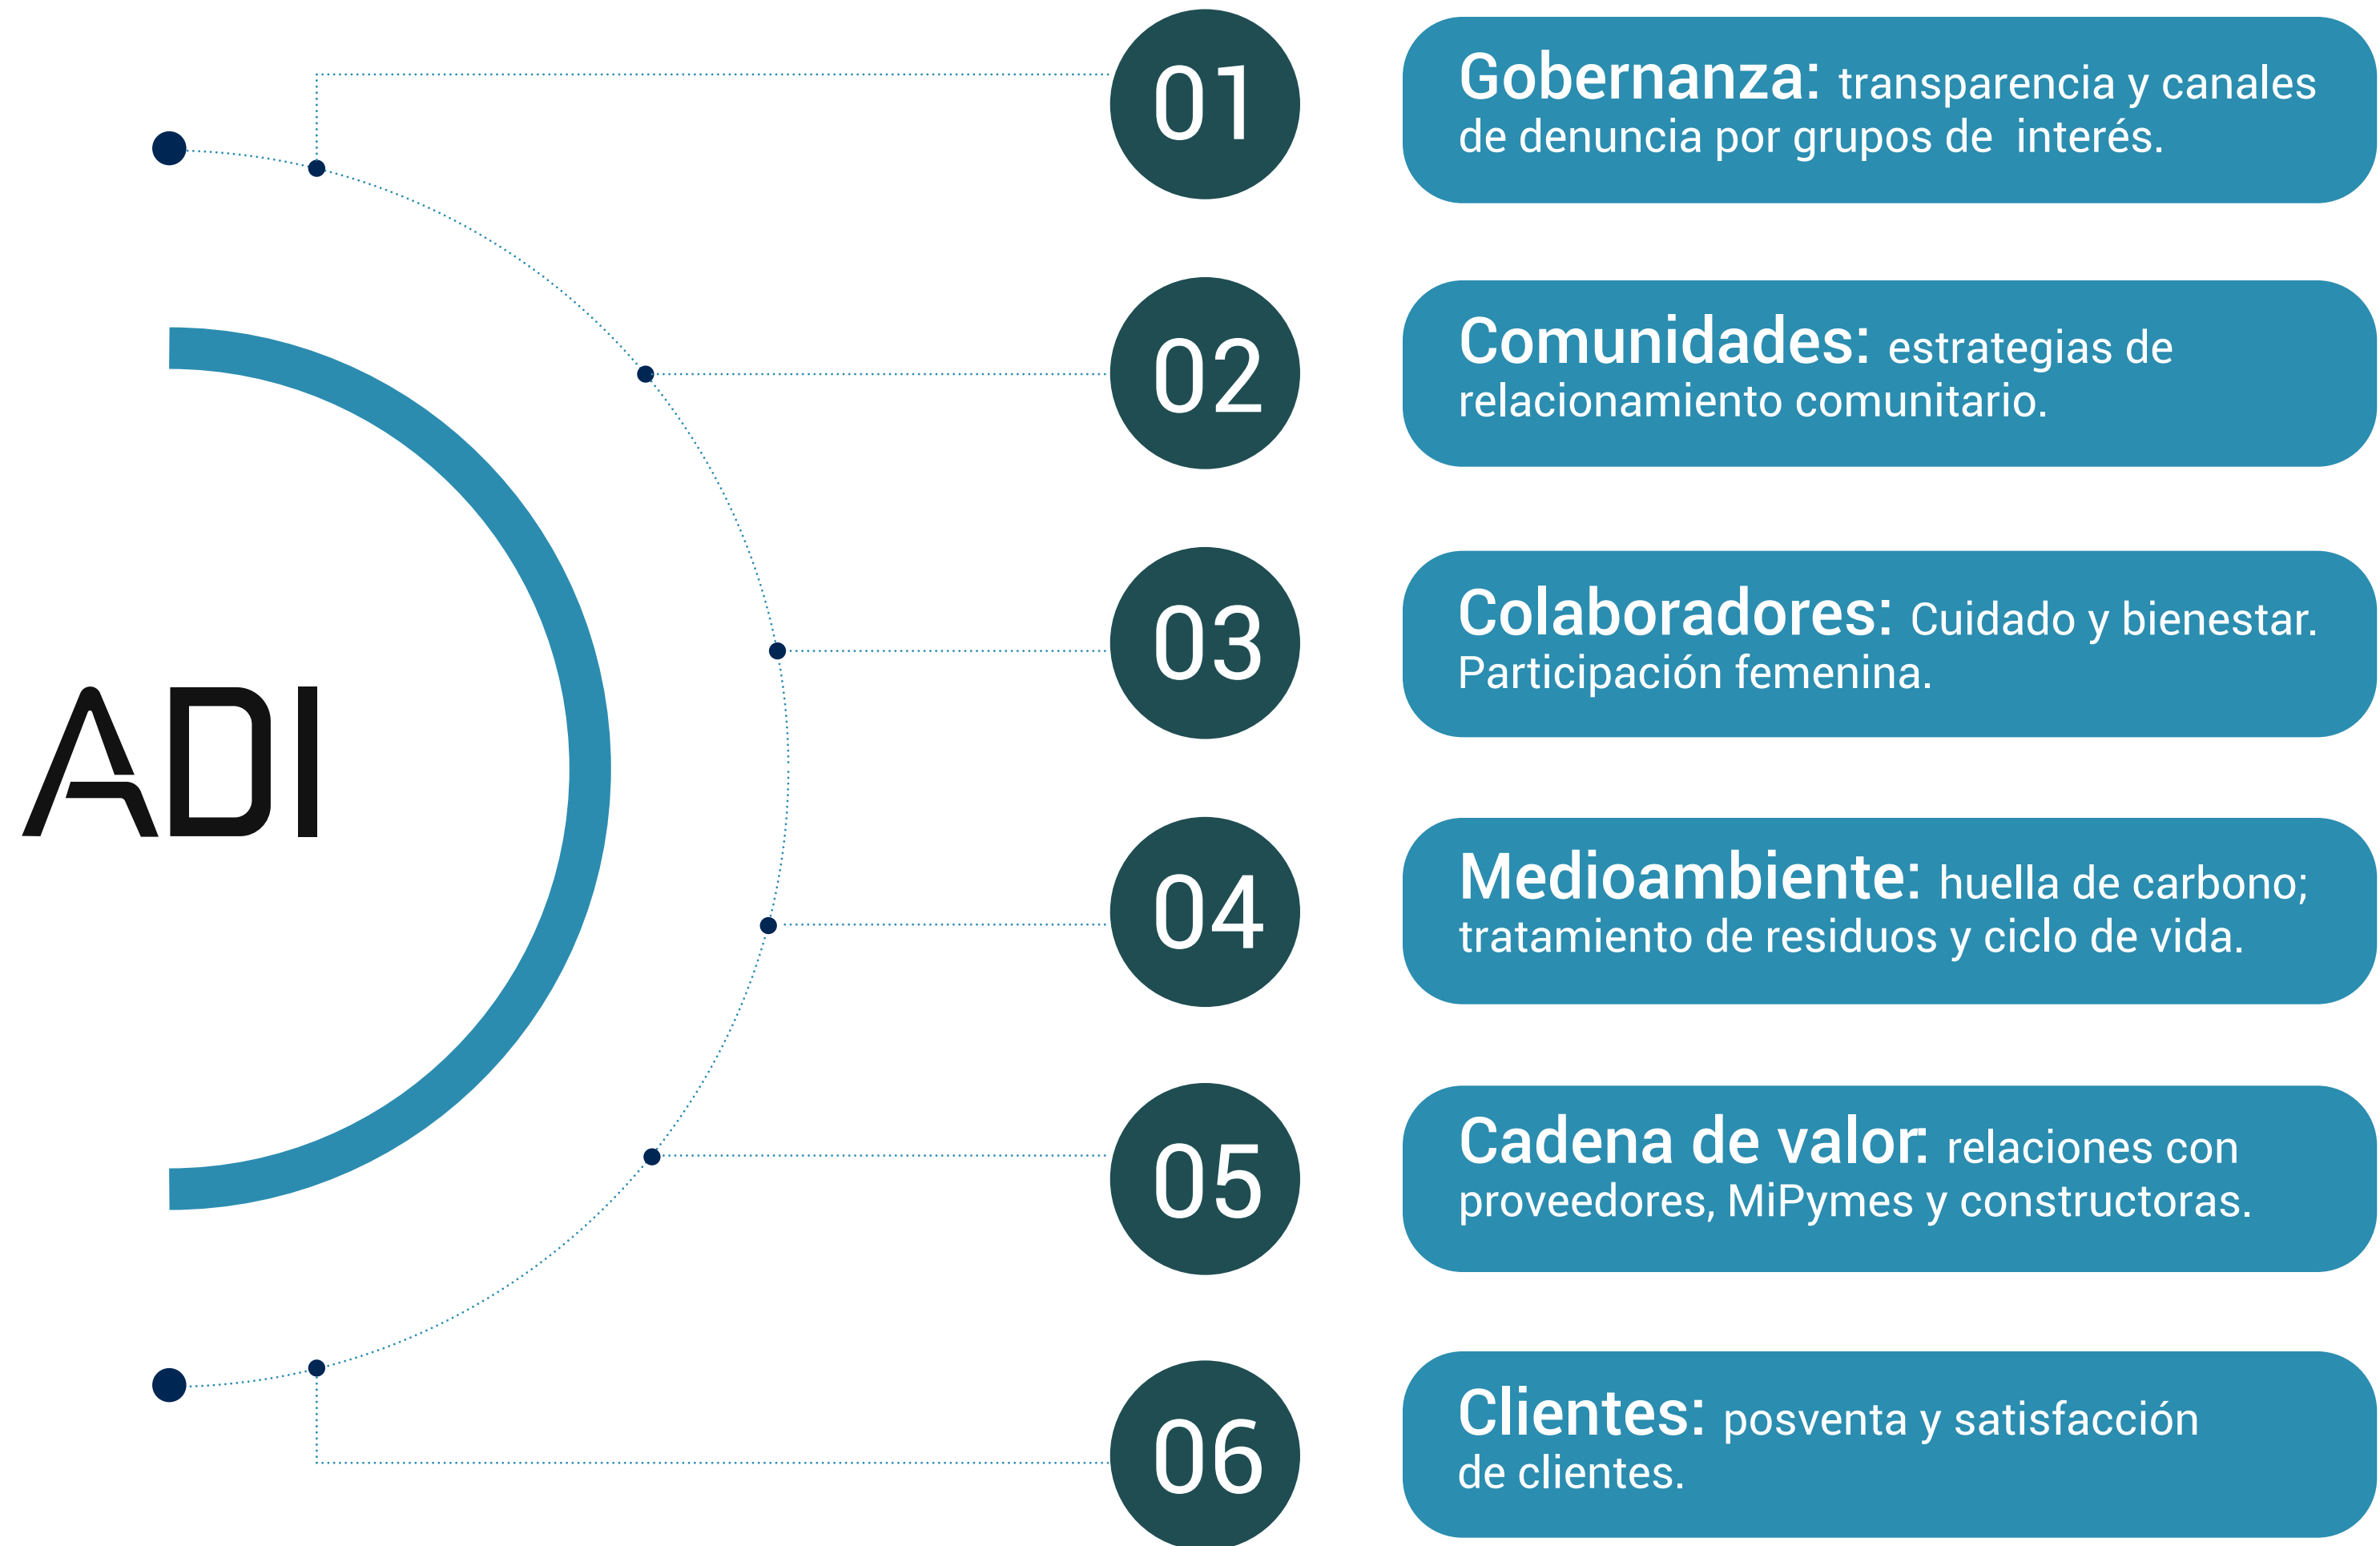 ADI
01
Gobernanza: transparencia y canales
de denuncia por grupos de interés.
02
Comunidades: estrategias de
relacionamiento comunitario.
03
Colaboradores: Cuidado y bienestar.
Participación femenina.
04
Medioambiente: huella de carbono;
tratamiento de residuos y ciclo de vida.
05
Cadena de valor: relaciones con
proveedores, MiPymes y constructoras.
06
Clientes: posventa y satisfacción
de clientes.